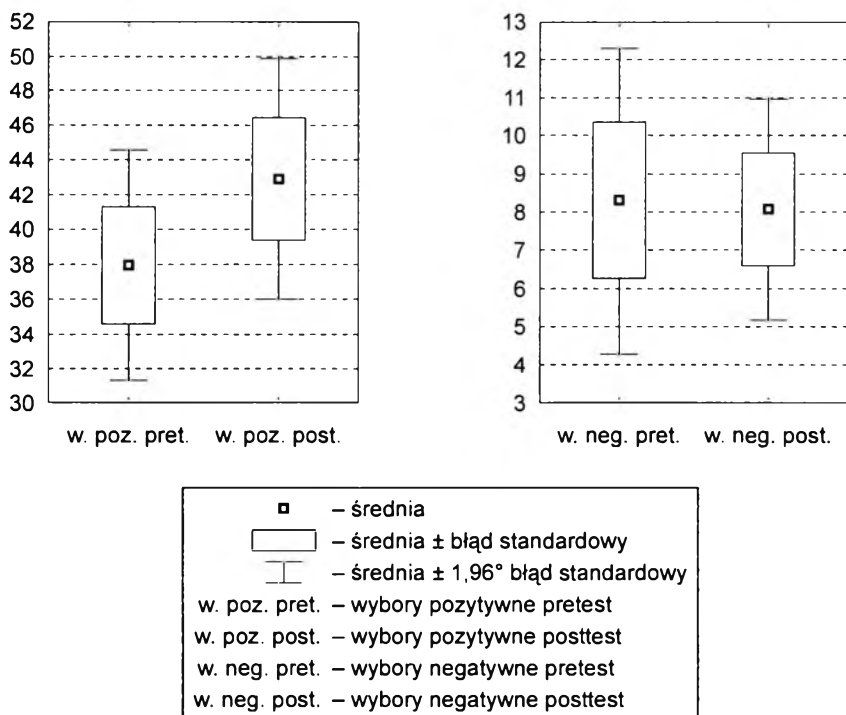 52
50
48
46
44
42
40
38
36
34
32
30
w. poz. pret. w. poz. post.
13
12
11
10
9
8
7
6
5
4
3
w. neg. pret. w. neg. post.
– średnia
– średnia ± błąd standardowy
– średnia ± 1,96° błąd standardowy
w. poz. pret. – wybory pozytywne pretest
w. poz. post. – wybory pozytywne posttest
w. neg. pret. – wybory negatywne pretest
w. neg. post. – wybory negatywne posttest